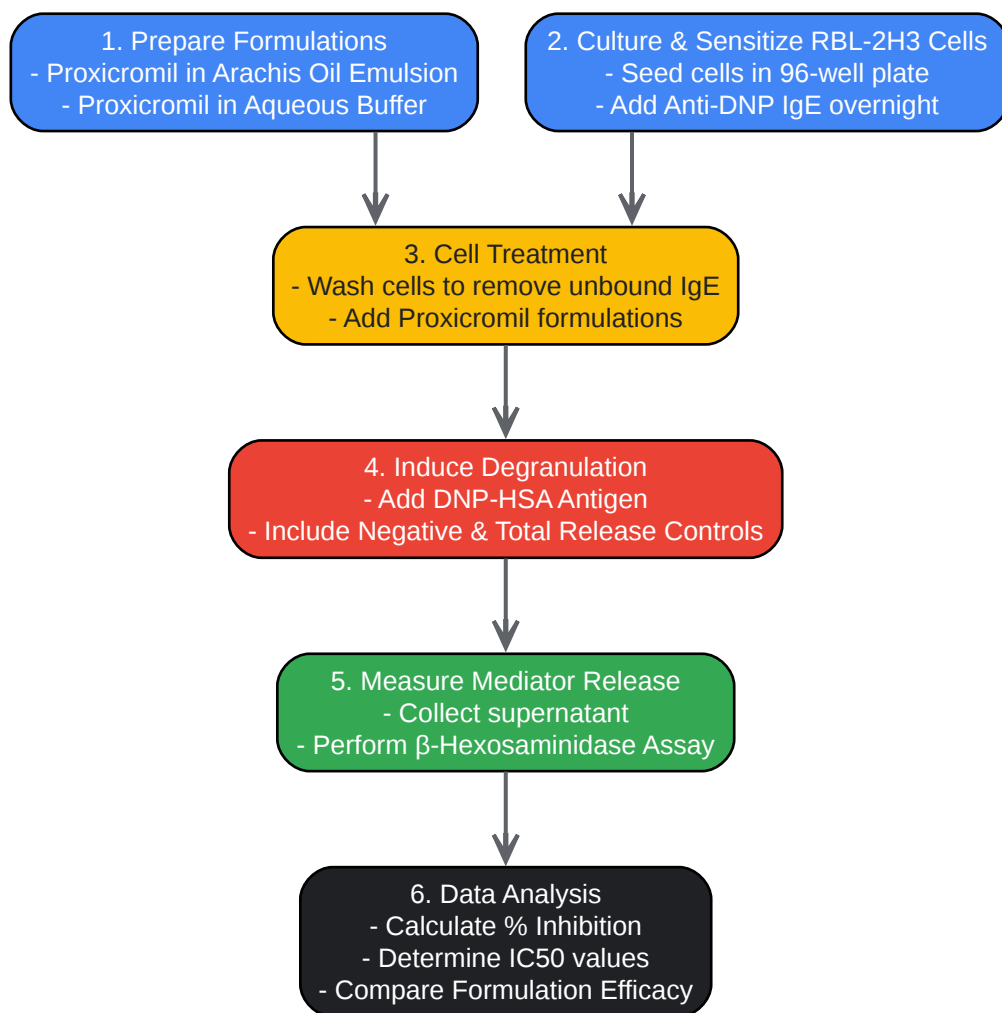 1. Prepare Formulations
- Proxicromil in Arachis Oil Emulsion
- Proxicromil in Aqueous Buffer
2. Culture & Sensitize RBL-2H3 Cells
- Seed cells in 96-well plate
- Add Anti-DNP IgE overnight
3. Cell Treatment
- Wash cells to remove unbound IgE
- Add Proxicromil formulations
4. Induce Degranulation
- Add DNP-HSA Antigen
- Include Negative & Total Release Controls
5. Measure Mediator Release
- Collect supernatant
- Perform β-Hexosaminidase Assay
6. Data Analysis
- Calculate % Inhibition
- Determine IC50 values
- Compare Formulation Efficacy